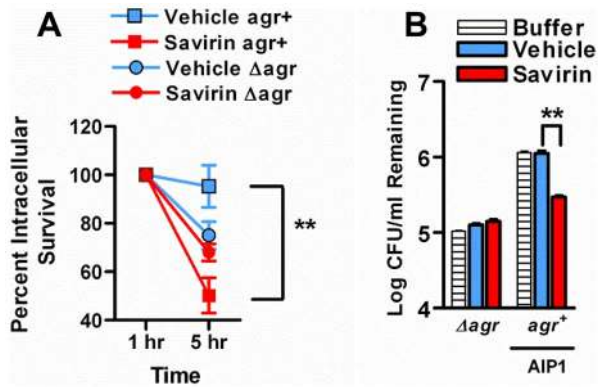 A
Vehicle agr+
Savirin agr+
Vehicle Δagr
Savirin Δagr
Percent Intracellular
Survival
120
100
80
60
40
**
1 hr
5 hr
Time
B
Buffer
Vehicle
Savirin
Log CFU/ml Remaining
7
6
5
4
**
Δagr
agr+
AIP1